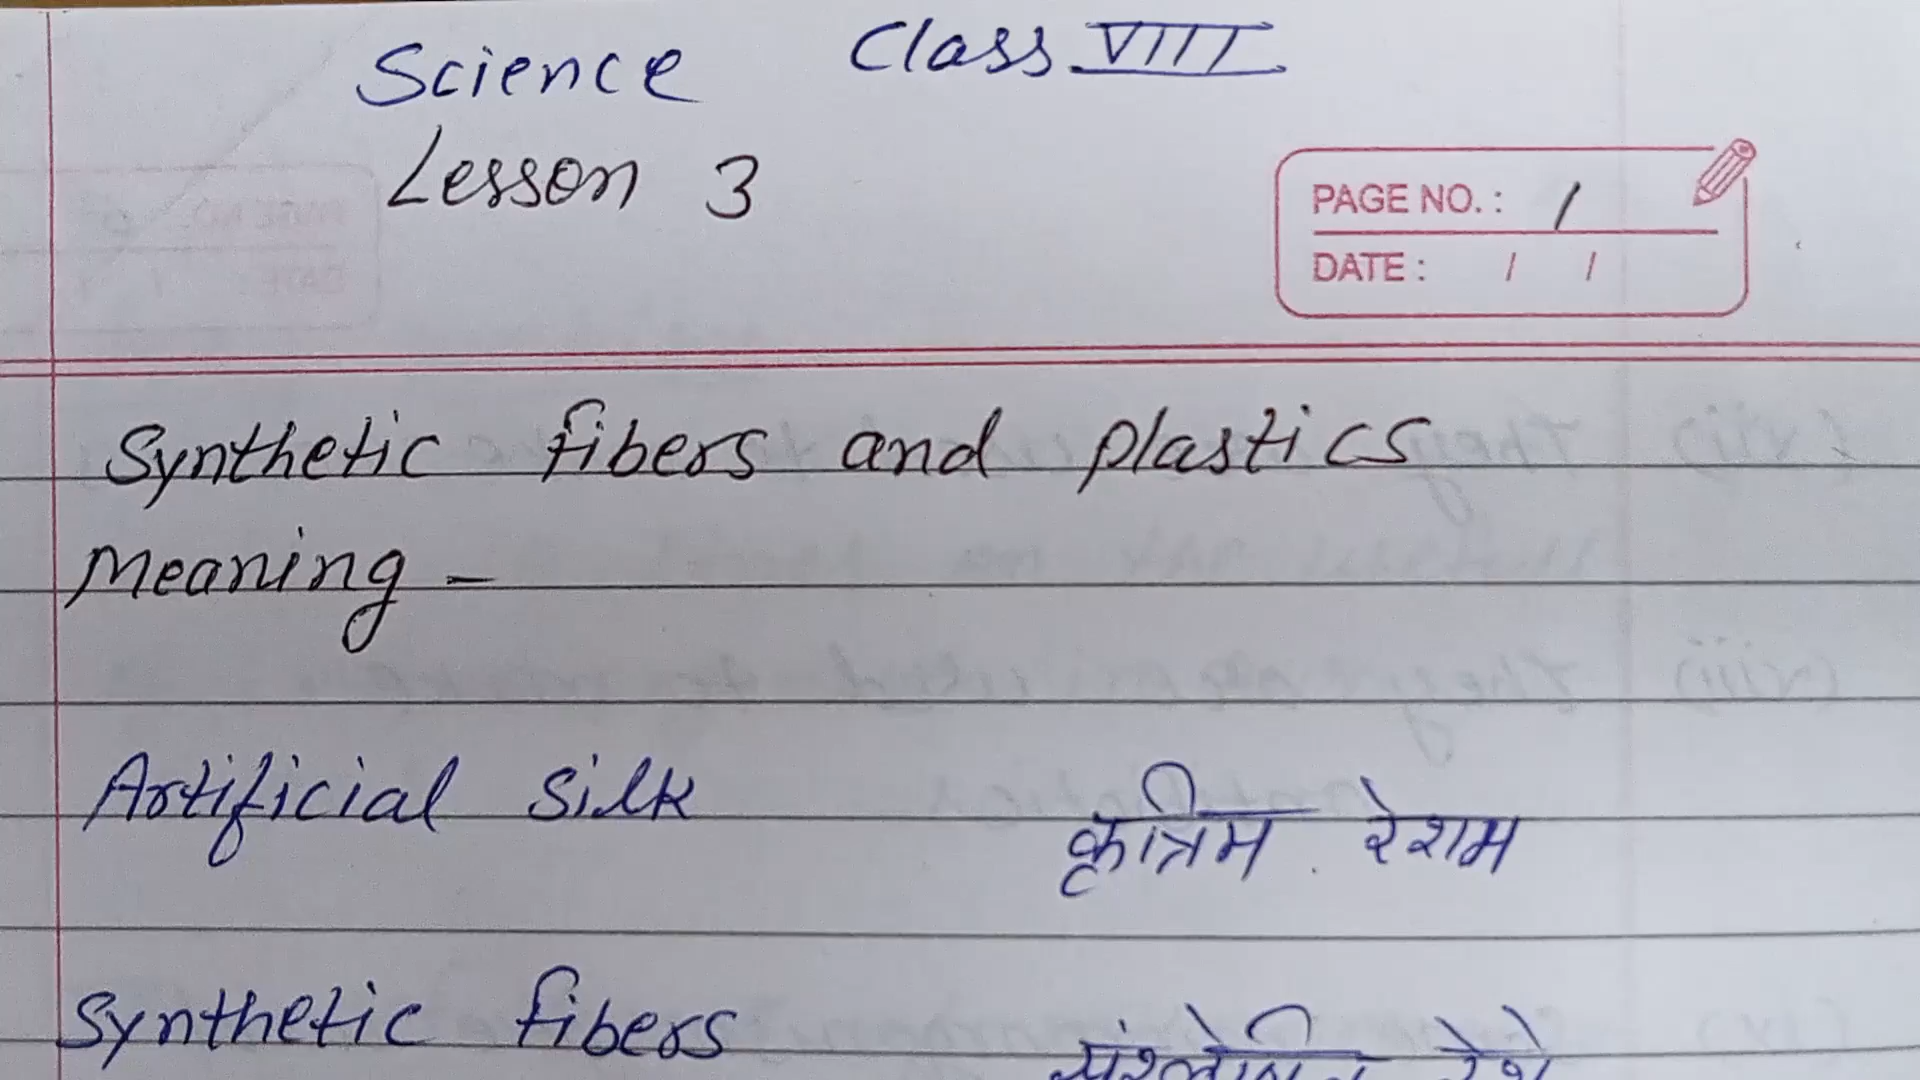 Science Class VIII
Lesson 3
PAGE NO.: 1
DATE: / /
Synthetic fibers and plastics
Meaning -
Artificial silk कृत्रिम रेशम
Synthetic fibers संश्लेषित रेशे